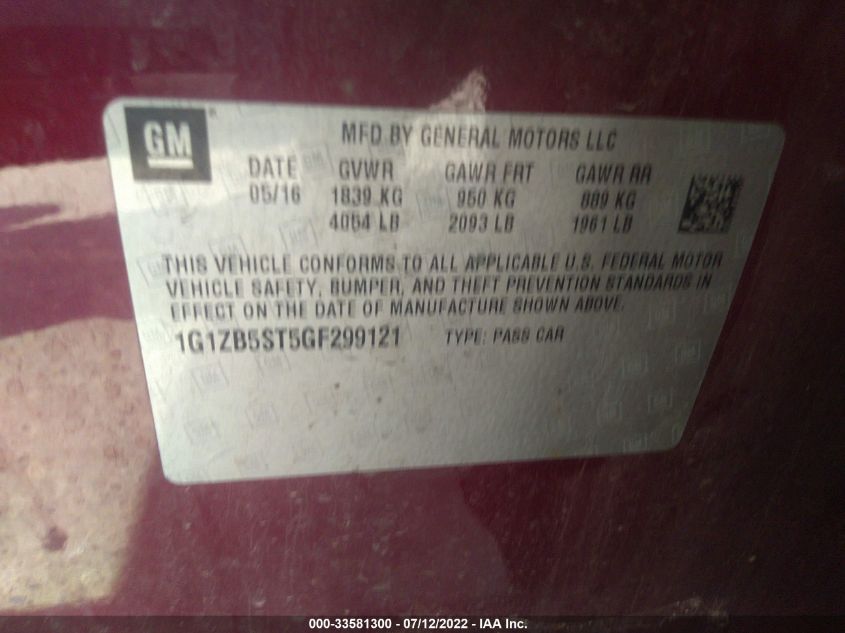 GM
MFD BY GENERAL MOTORS LLC
DATE GVWR GAWR FRT GAWR RR
05/16 1839 KG 950 KG 889 KG
4054 LB 2093 LB 1961 LB
THIS VEHICLE CONFORMS TO ALL APPLICABLE U.S. FEDERAL MOTOR
VEHICLE SAFETY, BUMPER, AND THEFT PREVENTION STANDARDS IN
EFFECT ON THE DATE OF MANUFACTURE SHOWN ABOVE.
1G1ZB5ST5GF299121 TYPE: PASS CAR
000-33581300 - 07/12/2022 - IAA Inc.